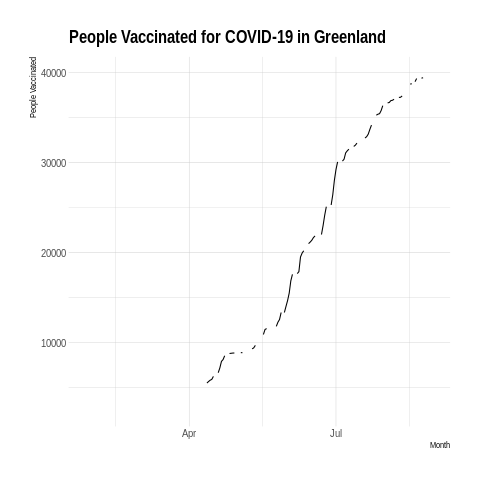 People Vaccinated for COVID-19 in Greenland
People Vaccinated
40000
30000
20000
10000
Apr
Jul
Month